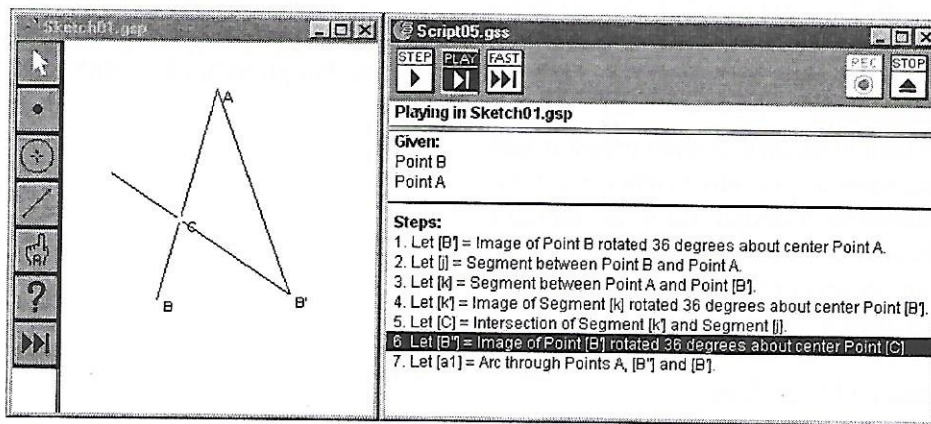 Sketch01.gsp
A
C
B
B'
A
?
Script05.gss
STEP PLAY FAST
REC STOP
Playing in Sketch01.gsp
Given:
Point B
Point A
Steps:
1. Let [B'] = Image of Point B rotated 36 degrees about center Point A.
2. Let [j] = Segment between Point B and Point A.
3. Let [k] = Segment between Point A and Point [B'].
4. Let [k'] = Image of Segment [k] rotated 36 degrees about center Point [B'].
5. Let [C] = Intersection of Segment [k'] and Segment [j].
6. Let [B''] = Image of Point [B'] rotated 36 degrees about center Point [C]
7. Let [a1] = Arc through Points A, [B''] and [B'].